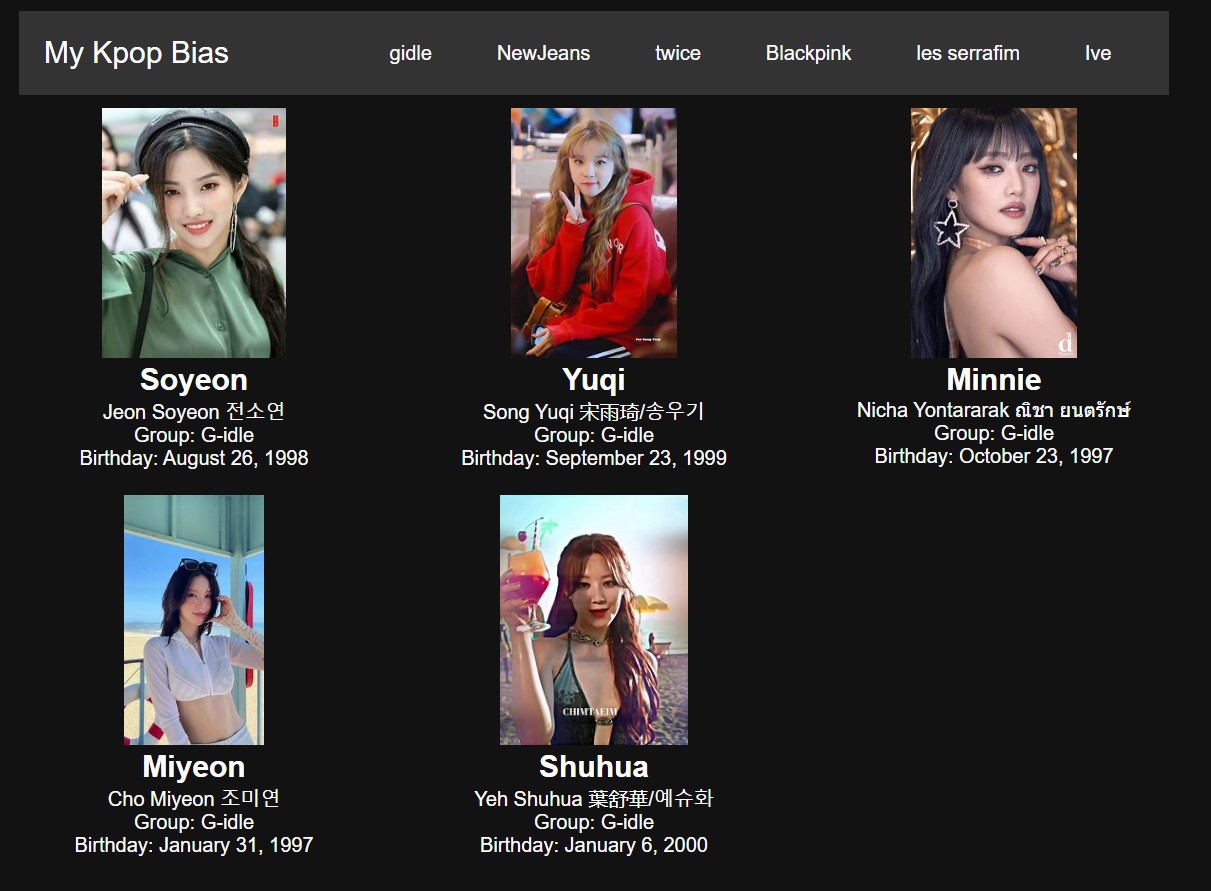 My Kpop Bias
gidle
NewJeans
twice
Blackpink
les serrafim
Ive
Soyeon
Jeon Soyeon 전소연
Group: G-idle
Birthday: August 26, 1998
Yuqi
Song Yuqi 宋雨琦/송우기
Group: G-idle
Birthday: September 23, 1999
d
Minnie
Nicha Yontararak ณิชา ยนตรักษ์
Group: G-idle
Birthday: October 23, 1997
Miyeon
Cho Miyeon 조미연
Group: G-idle
Birthday: January 31, 1997
CHIMTAEIM
Shuhua
Yeh Shuhua 葉舒華/예슈화
Group: G-idle
Birthday: January 6, 2000